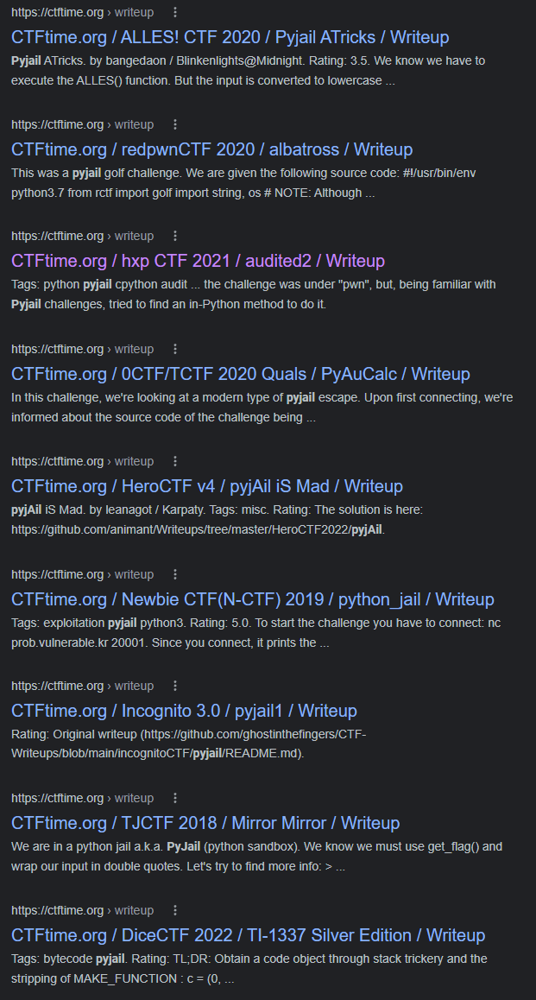 https://ctftime.org › writeup
CTFtime.org / ALLES! CTF 2020 / Pyjail ATricks / Writeup
Pyjail ATricks. by bangedaon / Blinkenlights@Midnight. Rating: 3.5. We know we have to
execute the ALLES() function. But the input is converted to lowercase ...
https://ctftime.org › writeup
CTFtime.org / redpwnCTF 2020 / albatross / Writeup
This was a pyjail golf challenge. We are given the following source code: #!/usr/bin/env
python3.7 from rctf import golf import string, os # NOTE: Although ...
https://ctftime.org › writeup
CTFtime.org / hxp CTF 2021 / audited2 / Writeup
Tags: python pyjail cpython audit ... the challenge was under "pwn", but, being familiar with
Pyjail challenges, tried to find an in-Python method to do it.
https://ctftime.org › writeup
CTFtime.org / 0CTF/TCTF 2020 Quals / PyAuCalc / Writeup
In this challenge, we're looking at a modern type of pyjail escape. Upon first connecting, we're
informed about the source code of the challenge being ...
https://ctftime.org › writeup
CTFtime.org / HeroCTF v4 / pyjAil iS Mad / Writeup
pyjAil iS Mad. by leanagot / Karpaty. Tags: misc. Rating: The solution is here:
https://github.com/animant/Writeups/tree/master/HeroCTF2022/pyjAil.
https://ctftime.org › writeup
CTFtime.org / Newbie CTF(N-CTF) 2019 / python_jail / Writeup
Tags: exploitation pyjail python3. Rating: 5.0. To start the challenge you have to connect: nc
prob.vulnerable.kr 20001. Since you connect, it prints the ...
https://ctftime.org › writeup
CTFtime.org / Incognito 3.0 / pyjail1 / Writeup
Rating: Original writeup (https://github.com/ghostinthefingers/CTF-
Writeups/blob/main/incognitoCTF/pyjail/README.md).
https://ctftime.org › writeup
CTFtime.org / TJCTF 2018 / Mirror Mirror / Writeup
We are in a python jail a.k.a. PyJail (python sandbox). We know we must use get_flag() and
wrap our input in double quotes. Let's try to find more info: > ...
https://ctftime.org › writeup
CTFtime.org / DiceCTF 2022 / TI-1337 Silver Edition / Writeup
Tags: bytecode pyjail. Rating: TL;DR: Obtain a code object through stack trickery and the
stripping of MAKE_FUNCTION : c = (0, ...